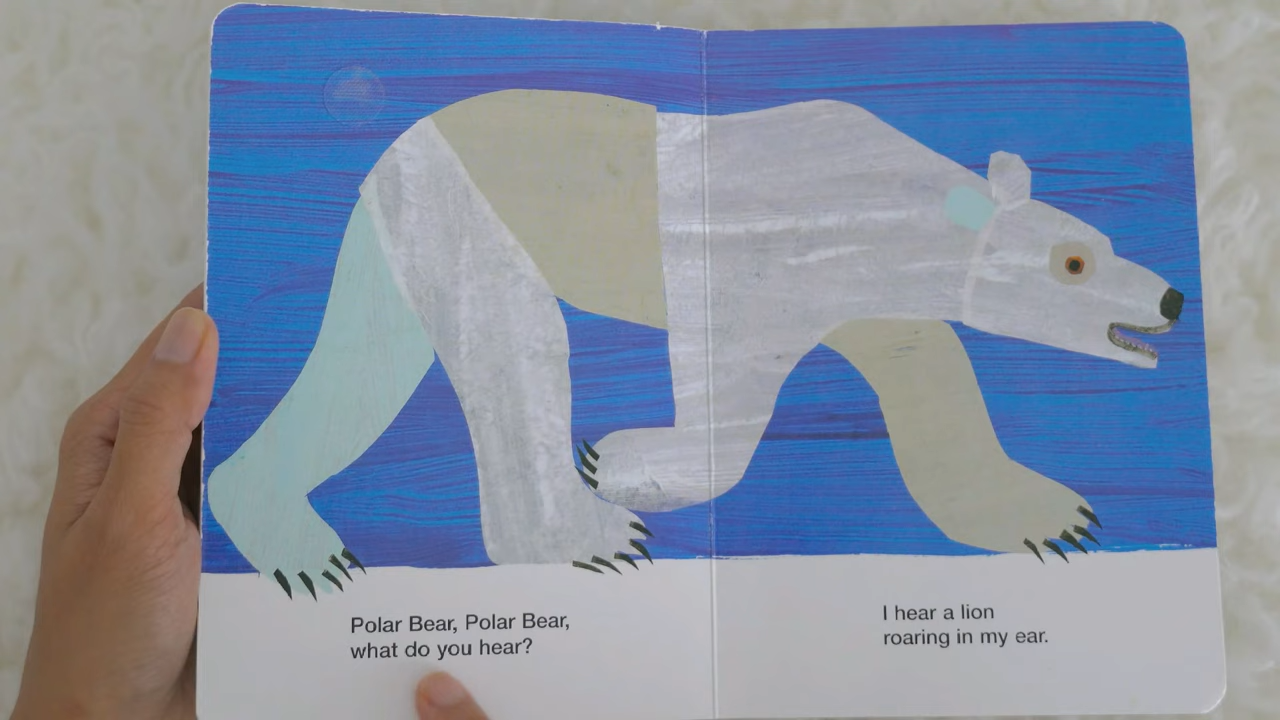 Polar Bear, Polar Bear,
what do you hear?
I hear a lion
roaring in my ear.